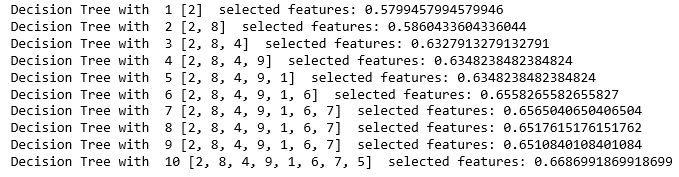 Decision Tree with  1 [2]  selected features: 0.5799457994579946
Decision Tree with  2 [2, 8]  selected features: 0.5860433604336044
Decision Tree with  3 [2, 8, 4]  selected features: 0.6327913279132791
Decision Tree with  4 [2, 8, 4, 9]  selected features: 0.6348238482384824
Decision Tree with  5 [2, 8, 4, 9, 1]  selected features: 0.6348238482384824
Decision Tree with  6 [2, 8, 4, 9, 1, 6]  selected features: 0.6558265582655827
Decision Tree with  7 [2, 8, 4, 9, 1, 6, 7]  selected features: 0.6565040650406504
Decision Tree with  8 [2, 8, 4, 9, 1, 6, 7]  selected features: 0.6517615176151762
Decision Tree with  9 [2, 8, 4, 9, 1, 6, 7]  selected features: 0.6510840108401084
Decision Tree with  10 [2, 8, 4, 9, 1, 6, 7, 5]  selected features: 0.6686991869918699